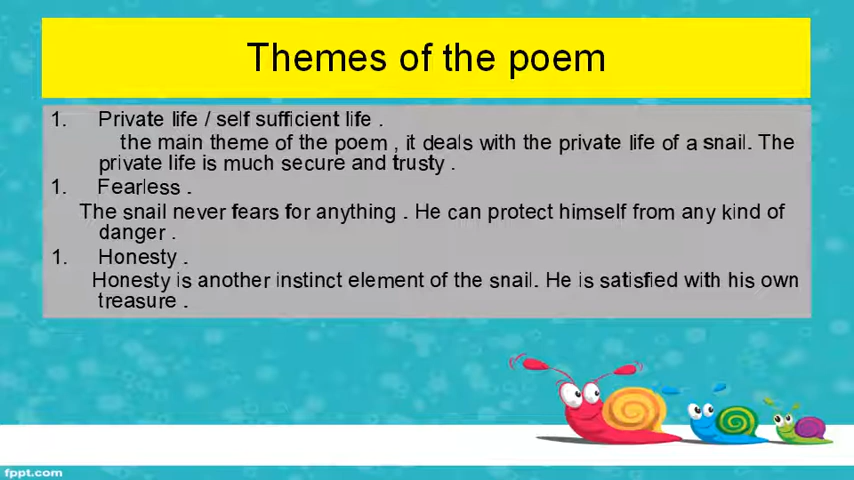 Themes of the poem
1. Private life / self sufficient life .
the main theme of the poem , it deals with the private life of a snail. The
private life is much secure and trusty .
1. Fearless .
The snail never fears for anything . He can protect himself from any kind of
danger .
1. Honesty .
Honesty is another instinct element of the snail. He is satisfied with his own
treasure .
fppt.com